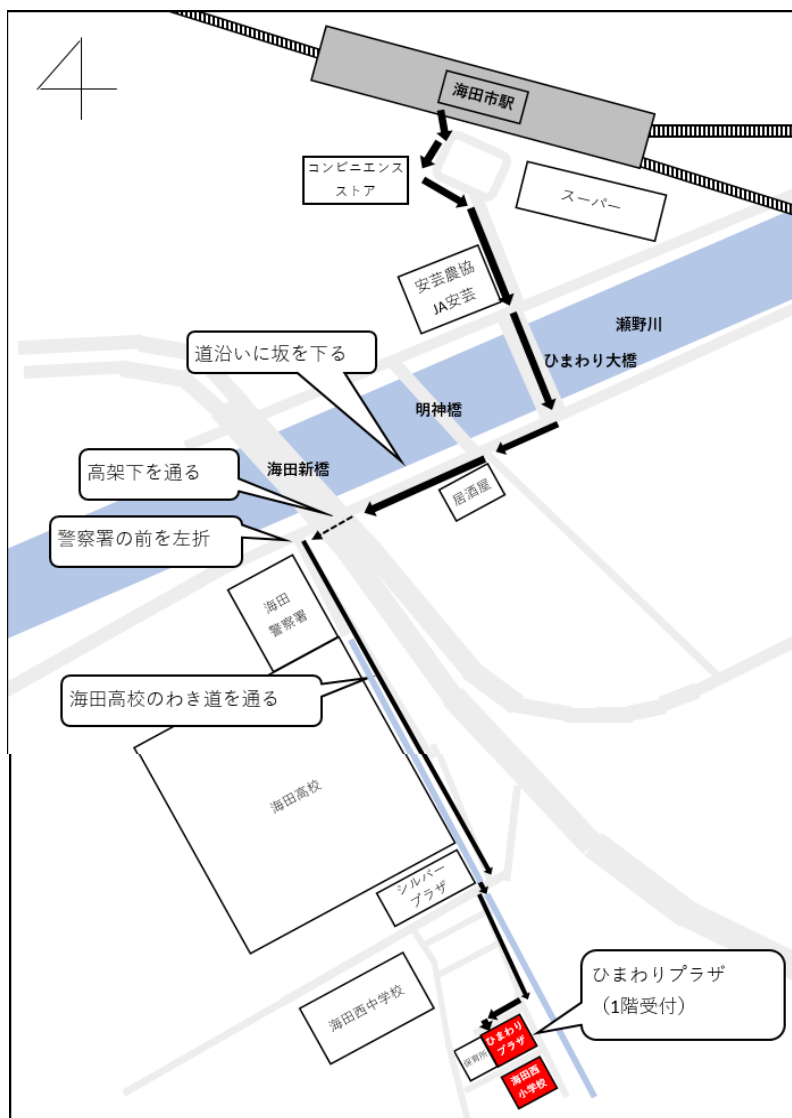 海田市駅
コンビニエンス
ストア
スーパー
安芸農協
JA安芸
瀬野川
道沿いに坂を下る
ひまわり大橋
明神橋
海田新橋
高架下を通る
居酒屋
警察署の前を左折
海田
警察署
海田高校のわき道を通る
海田高校
シルバー
プラザ
ひまわりプラザ
（1階受付）
海田西中学校
ひまわり
プラザ
保育所
海田西
小学校